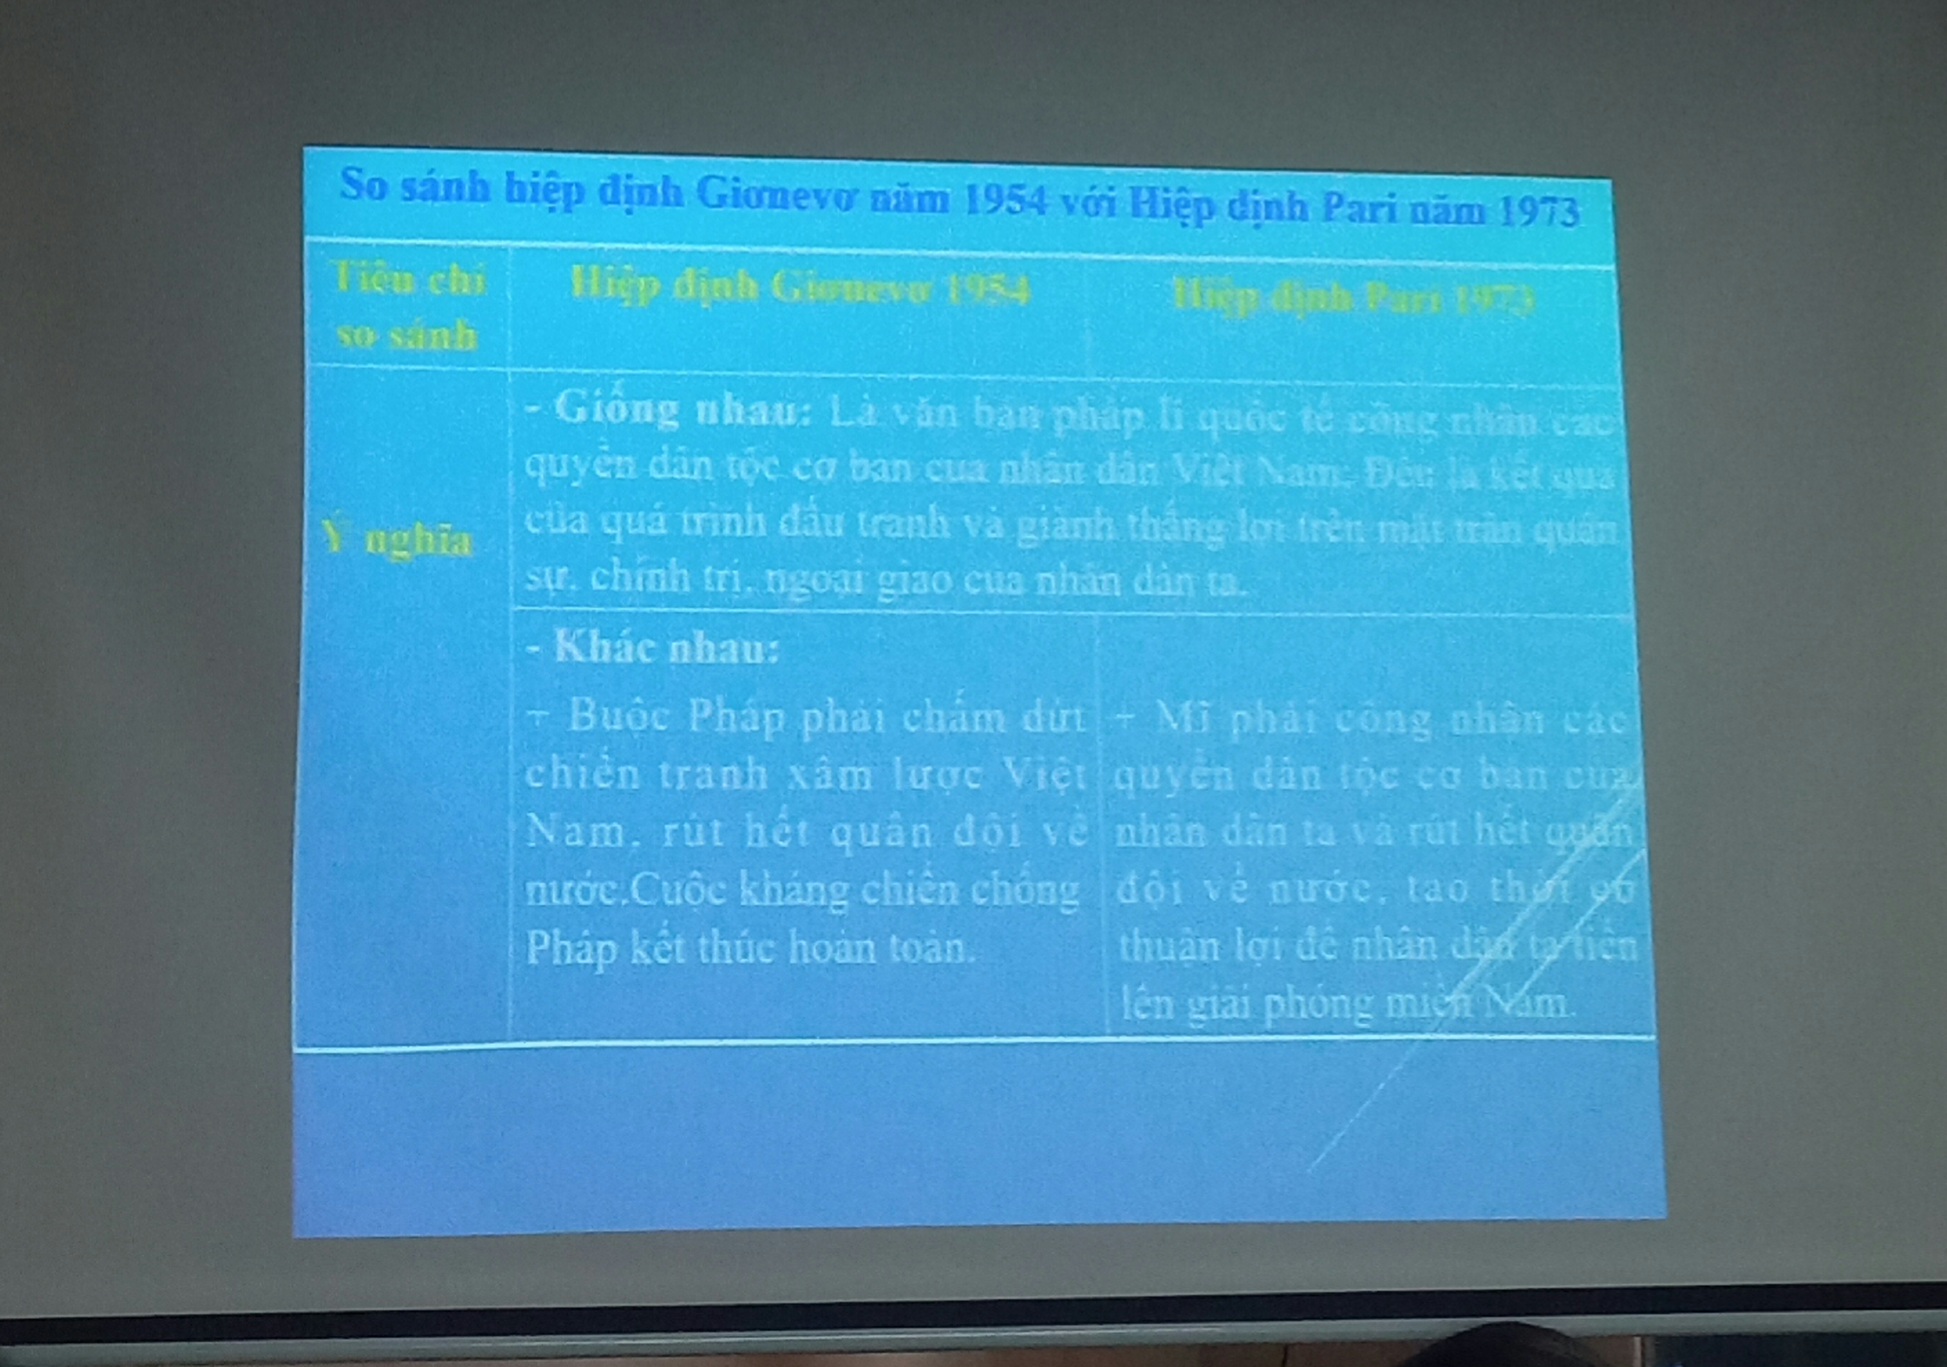 So sánh hiệp định Giơnevơ năm 1954 với Hiệp định Pari năm 1973
Tiêu chí
so sánh
Hiệp định Giơnevơ 1954
Hiệp định Pari 1973
Ý nghĩa
- Giống nhau: Là văn bản pháp lí quốc tế công nhận các
quyền dân tộc cơ bản của nhân dân Việt Nam. Đều là kết quả
của quá trình đấu tranh và giành thắng lợi trên mặt trận quân
sự, chính trị, ngoại giao của nhân dân ta.
- Khác nhau:
+ Buộc Pháp phải chấm dứt
chiến tranh xâm lược Việt
Nam, rút hết quân đội về
nước.Cuộc kháng chiến chống
Pháp kết thúc hoàn toàn.
+ Mĩ phải công nhận các
quyền dân tộc cơ bản của
nhân dân ta và rút hết quân
đội về nước, tạo thời cơ
thuận lợi để nhân dân ta tiến
lên giải phóng miền Nam.